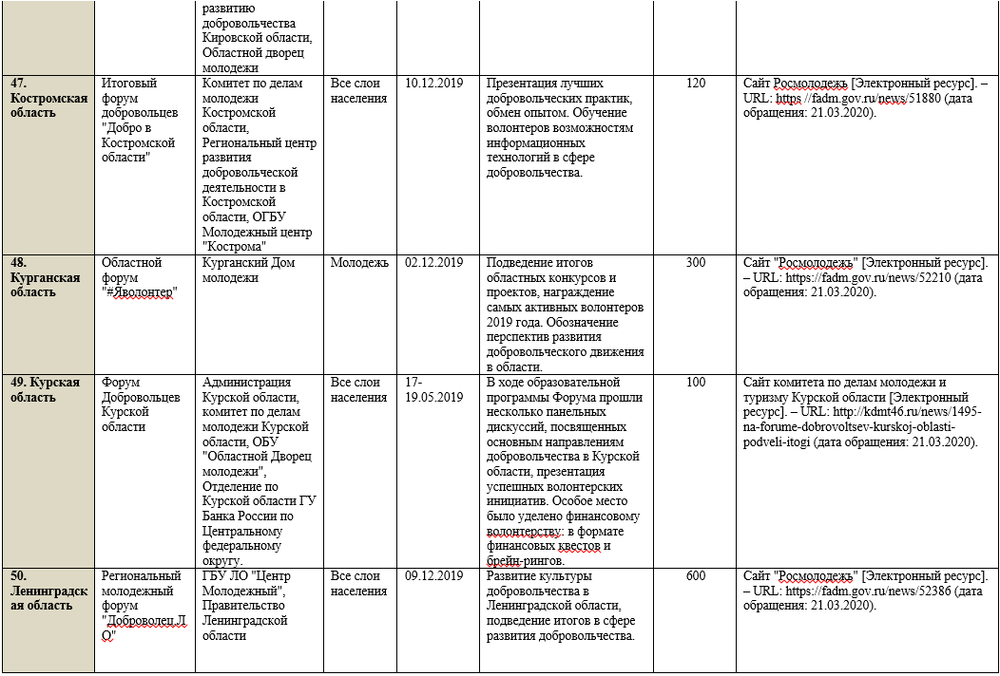 развитию
добровольчества
Кировской области,
Областной дворец
молодежи
47.
Костромская
область
Итоговый
форум
добровольцев
"Добро в
Костромской
области"
Комитет по делам
молодежи
Костромской
области,
Региональный центр
развития
добровольческой
деятельности в
Костромской
области, ОГБУ
Молодежный центр
"Кострома"
Все слои
населения
10.12.2019
Презентация лучших
добровольческих практик,
обмен опытом. Обучение
волонтеров возможностям
информационных
технологий в сфере
добровольчества.
120
Сайт Росмолодежь [Электронный ресурс]. –
URL: https //fadm.gov.ru/news/51880 (дата
обращения: 21.03.2020).
48.
Курганская
область
Областной
форум
"#Яволонтер"
Курганский Дом
молодежи
Молодежь
02.12.2019
Подведение итогов
областных конкурсов и
проектов, награждение
самых активных волонтеров
2019 года. Обозначение
перспектив развития
добровольческого движения
в области.
300
Сайт "Росмолодежь" [Электронный ресурс].
– URL: https://fadm.gov.ru/news/52210 (дата
обращения: 21.03.2020).
49. Курская
область
Форум
Добровольцев
Курской
области
Администрация
Курской области,
комитет по делам
молодежи Курской
области, ОБУ
"Областной Дворец
молодежи",
Отделение по
Курской области ГУ
Банка России по
Центральному
федеральному
округу.
Все слои
населения
17-
19.05.2019
В ходе образовательной
программы Форума прошли
несколько панельных
дискуссий, посвященных
основным направлениям
добровольчества в Курской
области, презентация
успешных волонтерских
инициатив. Особое место
было уделено финансовому
волонтерству: в формате
финансовых квестов и
брейн-рингов.
100
Сайт комитета по делам молодежи и
туризму Курской области [Электронный
ресурс]. – URL: http://kdmt46.ru/news/1495-
na-forume-dobrovoltsev-kurskoj-oblasti-
podveli-itogi (дата обращения: 21.03.2020).
50.
Ленинградск
ая область
Региональный
молодежный
форум
"Доброволец.Л
О"
ГБУ ЛО "Центр
Молодежный",
Правительство
Ленинградской
области
Все слои
населения
09.12.2019
Развитие культуры
добровольчества в
Ленинградской области,
подведение итогов в сфере
развития добровольчества.
600
Сайт "Росмолодежь" [Электронный ресурс].
– URL: https://fadm.gov.ru/news/52386 (дата
обращения: 21.03.2020).